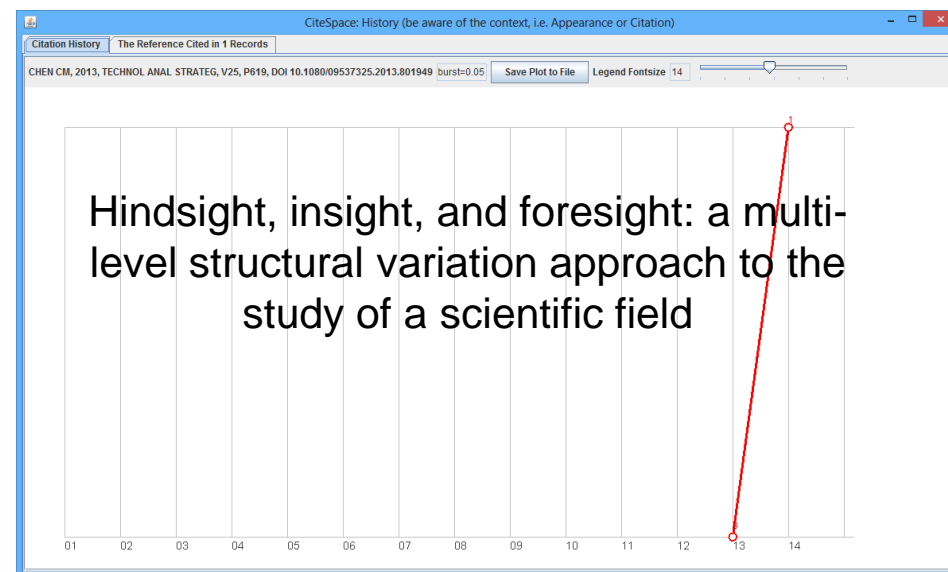 CiteSpace: History (be aware of the context, i.e. Appearance or Citation)
Citation History The Reference Cited in 1 Records
CHEN CM, 2013, TECHNOL ANAL STRATEG, V25, P619, DOI 10.1080/09537325.2013.801949 burst=0.05 Save Plot to File Legend Fontsize 14
1
Hindsight, insight, and foresight: a multi-
level structural variation approach to the
study of a scientific field
01 02 03 04 05 06 07 08 09 10 11 12 13 14